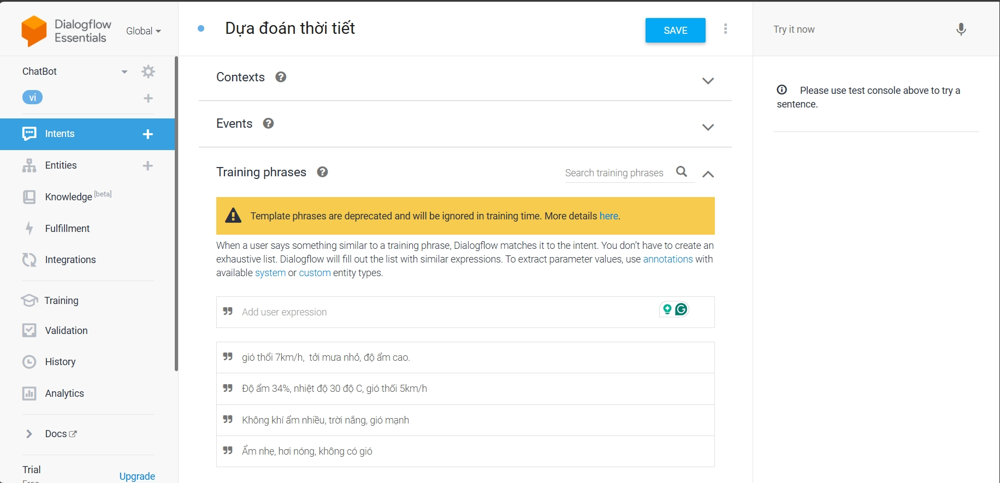 Dialogflow
Essentials
Global
ChatBot
vi
Intents
Entities
Knowledge [beta]
Fulfillment
Integrations
Training
Validation
History
Analytics
Docs
Trial
Free
Upgrade
Dựa đoán thời tiết
SAVE
Contexts
Events
Training phrases
Search training phrases
Template phrases are deprecated and will be ignored in training time. More details here.
When a user says something similar to a training phrase, Dialogflow matches it to the intent. You don't have to create an
exhaustive list. Dialogflow will fill out the list with similar expressions. To extract parameter values, use annotations with
available system or custom entity types.
Add user expression
gió thổi 7km/h,  tởi mưa nhỏ, độ ẩm cao.
Độ ẩm 34%, nhiệt độ 30 độ C, gió thối 5km/h
Không khí ẩm nhiều, trời nắng, gió mạnh
Ẩm nhẹ, hơi nóng, không có gió
Try it now
Please use test console above to try a
sentence.